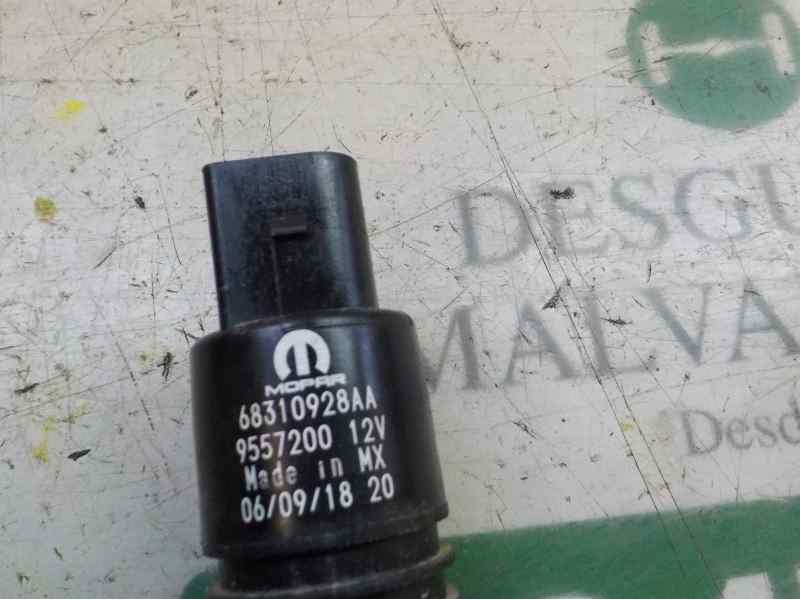 DESGU
MALVA
Desd
MOPAR
68310928AA
9557200 12V
Made in MX
06/09/18 20